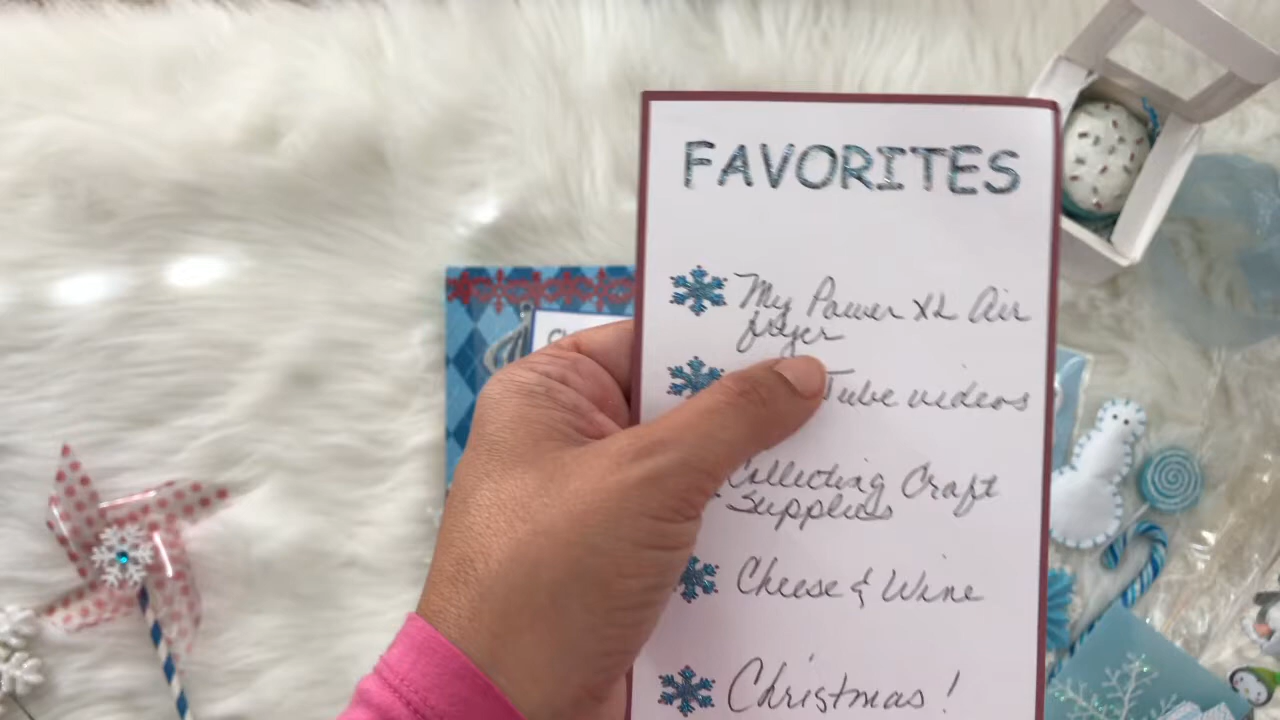 FAVORITES
My Power XL Air
fryer
Tube videos
Collecting Craft
Supplies
Cheese & Wine
Christmas!